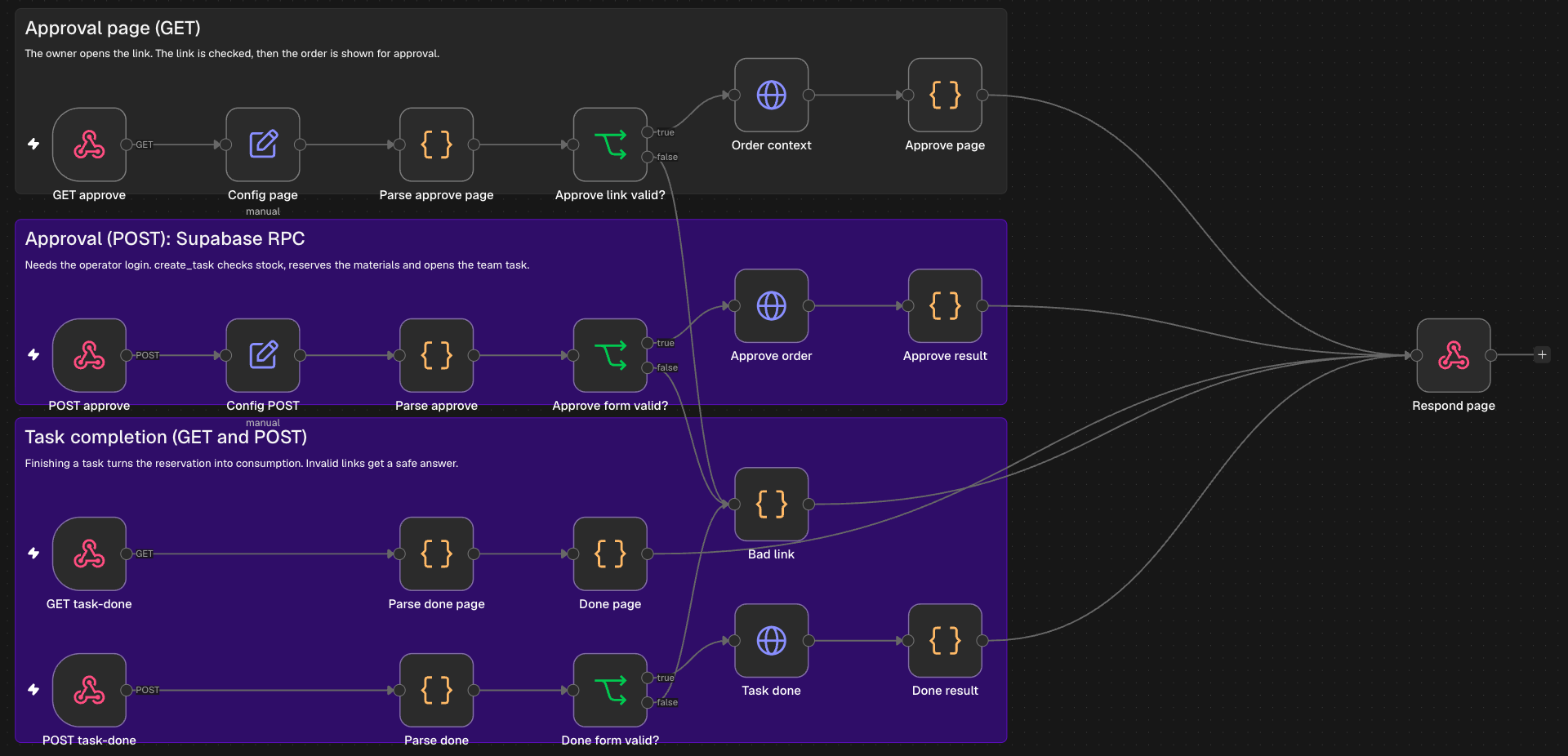 Approval page (GET)
The owner opens the link. The link is checked, then the order is shown for approval.
GET
true
false
GET approve
Config page
manual
Parse approve page
Approve link valid?
Order context
Approve page
Approval (POST): Supabase RPC
Needs the operator login. create_task checks stock, reserves the materials and opens the team task.
POST
true
false
POST approve
Config POST
manual
Parse approve
Approve form valid?
Approve order
Approve result
Respond page
Task completion (GET and POST)
Finishing a task turns the reservation into consumption. Invalid links get a safe answer.
GET
GET task-done
Parse done page
Done page
Bad link
POST
true
false
POST task-done
Parse done
Done form valid?
Task done
Done result